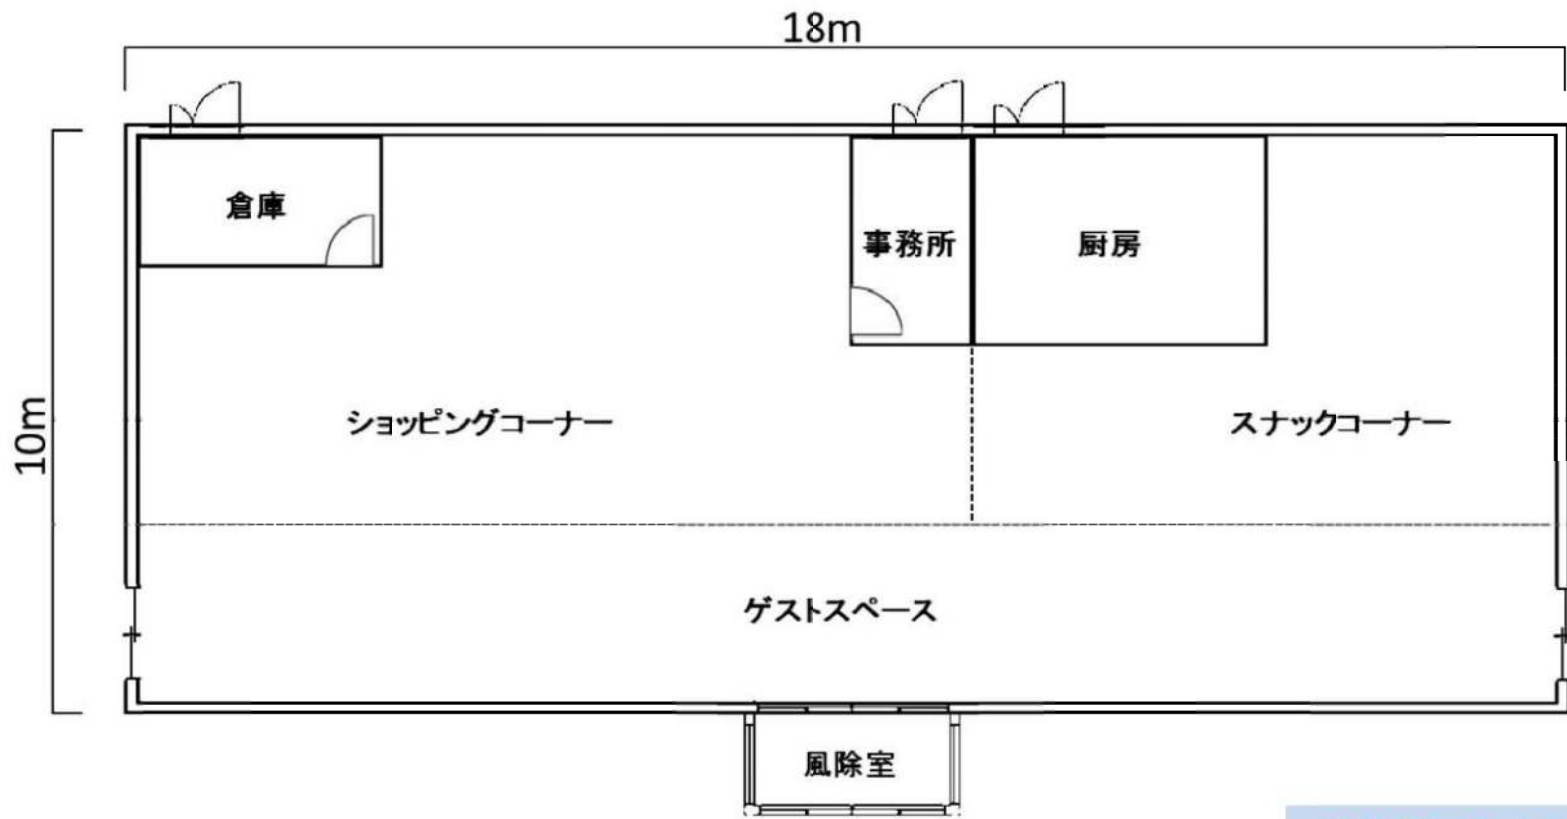 18m
倉庫
事務所
厨房
10m
ショッピングコーナー
スナックコーナー
ゲストスペース
風除室